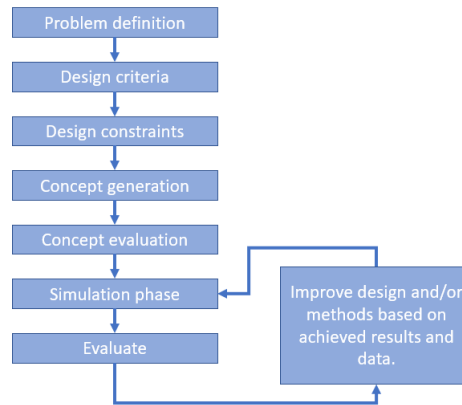 Problem definition
Design criteria
Design constraints
Concept generation
Concept evaluation
Simulation phase
Evaluate
Improve design and/or
methods based on
achieved results and
data.